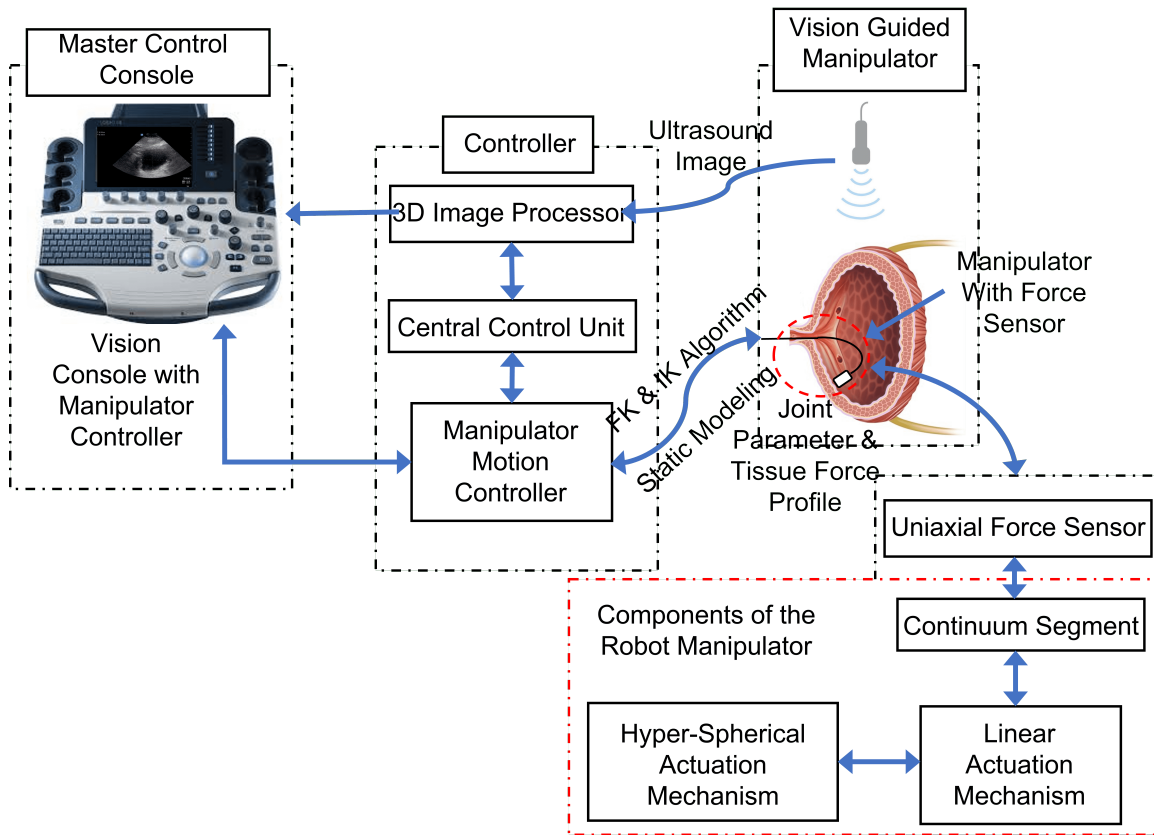 Master Control
Console
Vision Guided
Manipulator
Controller
Ultrasound
Image
3D Image Processor
Central Control Unit
Manipulator
Motion
Controller
Vision
Console with
Manipulator
Controller
FK & IK Algorithm
Static Modeling
Manipulator
With Force
Sensor
Joint
Parameter &
Tissue Force
Profile
Uniaxial Force Sensor
Components of the
Robot Manipulator
Continuum Segment
Hyper-Spherical
Actuation
Mechanism
Linear
Actuation
Mechanism